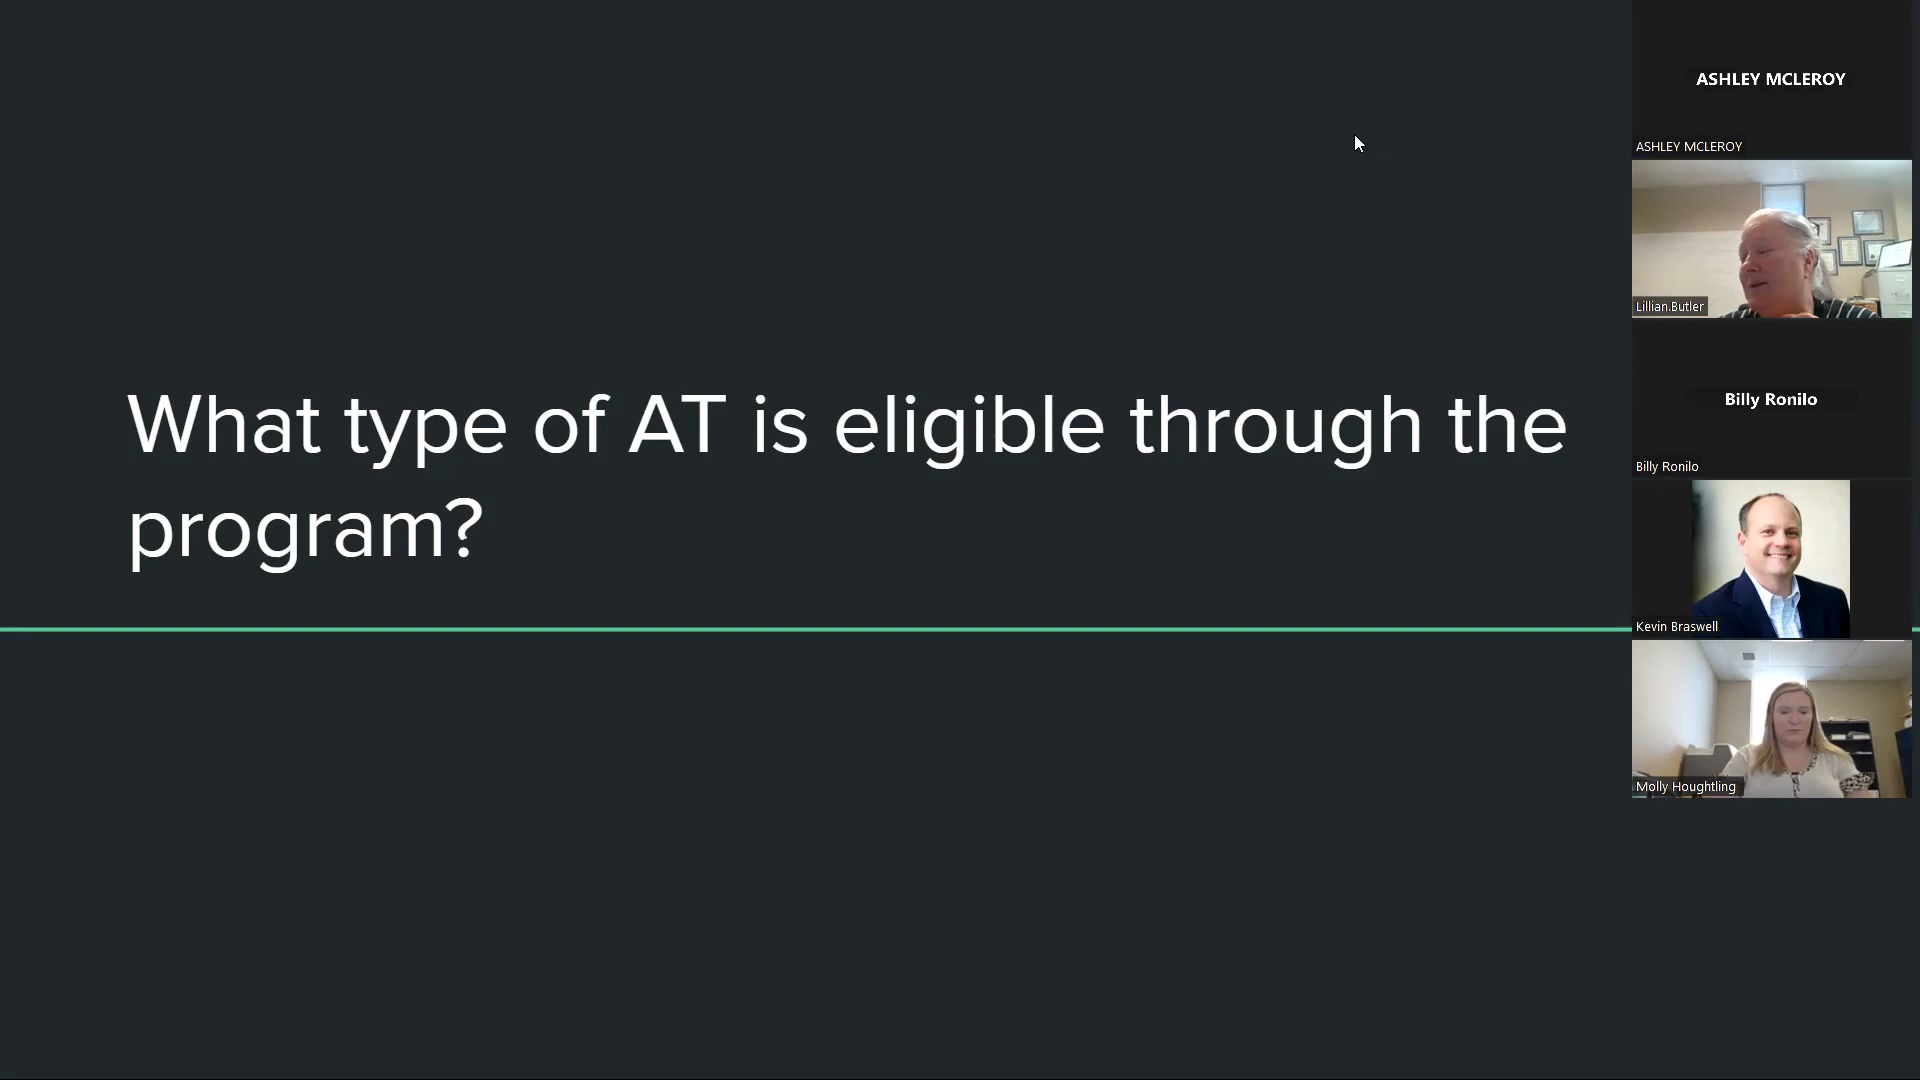 What type of AT is eligible through the
program?
ASHLEY MCLEROY
ASHLEY MCLEROY
Lillian.Butler
Billy Ronilo
Billy Ronilo
Kevin Braswell
Molly Houghtling